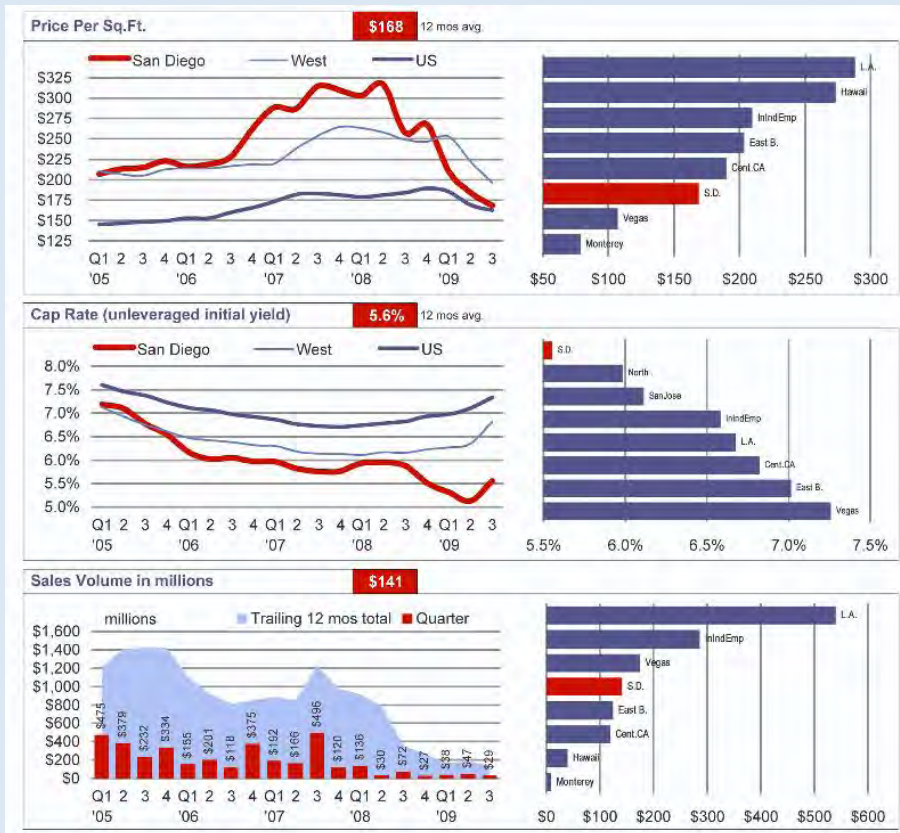 Price Per Sq.Ft. $168 12 mos avg
San Diego West US
$325
$300
$275
$250
$225
$200
$175
$150
$125
Q1 2 3 4 Q1 2 3 4 Q1 2 3 4 Q1 2 3 4 Q1 2 3
'05 '06 '07 '08 '09
L.A.
Hawaii
InlndEmp
East B.
Cent.CA
S.D.
Vegas
Monterey
$50 $100 $150 $200 $250 $300
Cap Rate (unleveraged initial yield) 5.6% 12 mos avg.
San Diego West US
8.0%
7.5%
7.0%
6.5%
6.0%
5.5%
5.0%
Q1 2 3 4 Q1 2 3 4 Q1 2 3 4 Q1 2 3 4 Q1 2 3
'05 '06 '07 '08 '09
S.D.
North
SanJose
InlndEmp
L.A.
Cent.CA
East B.
Vegas
5.5% 6.0% 6.5% 7.0% 7.5%
Sales Volume in millions $141
millions Trailing 12 mos total Quarter
$1,600
$1,400
$1,200
$1,000
$800
$600
$400
$200
$0
$475 $379 $232 $334 $155 $201 $118 $375 $192 $166 $496 $120 $136 $30 $72 $27 $38 $47 $29
Q1 2 3 4 Q1 2 3 4 Q1 2 3 4 Q1 2 3 4 Q1 2 3
'05 '06 '07 '08 '09
L.A.
InlndEmp
Vegas
S.D.
East B.
Cent.CA
Hawaii
Monterey
$0 $100 $200 $300 $400 $500 $600